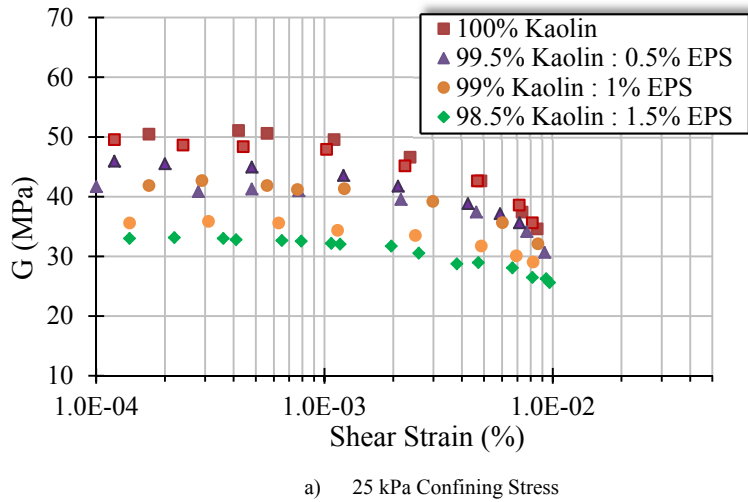 70
60
50
40
30
20
10
G (MPa)
100% Kaolin
99.5% Kaolin : 0.5% EPS
99% Kaolin : 1% EPS
98.5% Kaolin : 1.5% EPS
1.0E-04
1.0E-03
1.0E-02
Shear Strain (%)
a) 25 kPa Confining Stress